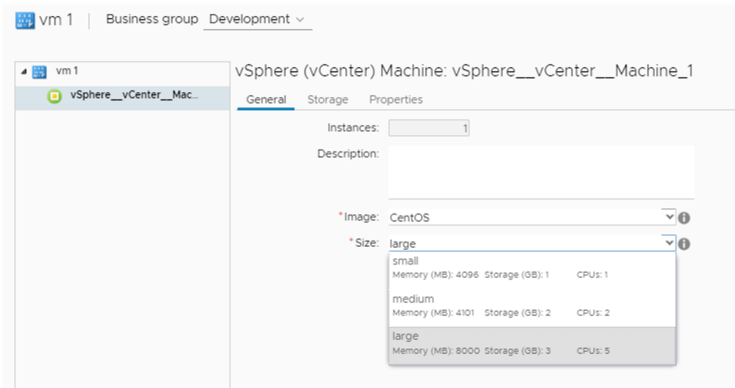 vm 1 Business group Development
vm 1
vSphere__vCenter__Mac...
vSphere (vCenter) Machine: vSphere__vCenter__Machine_1
General Storage Properties
Instances: 1
Description:
*Image: CentOS
*Size: large
small
Memory (MB): 4096 Storage (GB): 1 CPUs: 1
medium
Memory (MB): 4101 Storage (GB): 2 CPUs: 2
large
Memory (MB): 8000 Storage (GB): 3 CPUs: 5